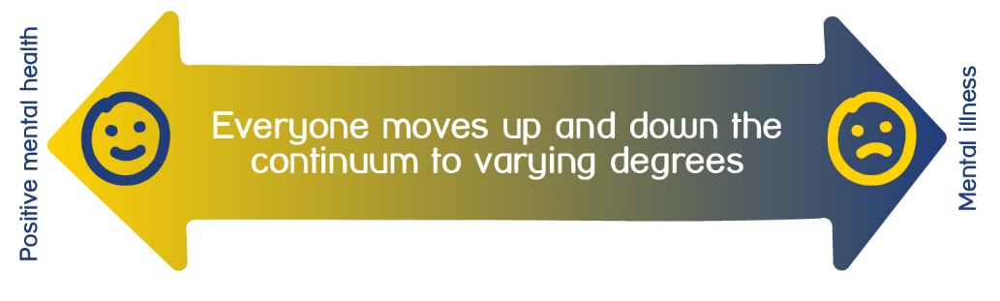 Positive mental health
Everyone moves up and down the
continuum to varying degrees
Mental illness